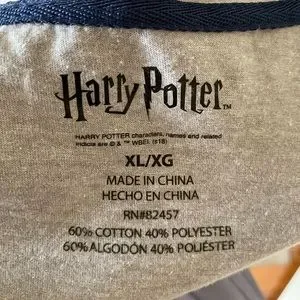 Harry Potter™
HARRY POTTER characters, names and related
indicia are © & ™ WBEI. (s18)
XL/XG
MADE IN CHINA
HECHO EN CHINA
RN#82457
60% COTTON 40% POLYESTER
60% ALGODÓN 40% POLIÉSTER